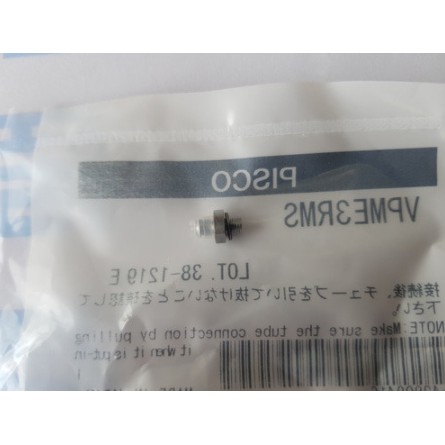 PISCO
VPME3RMS
LOT. 38-1219 E
接続後、チューブを引いて抜けないことを確認して
下さい。
NOTE:Make sure the tube connection by pulling
it when it is put-in